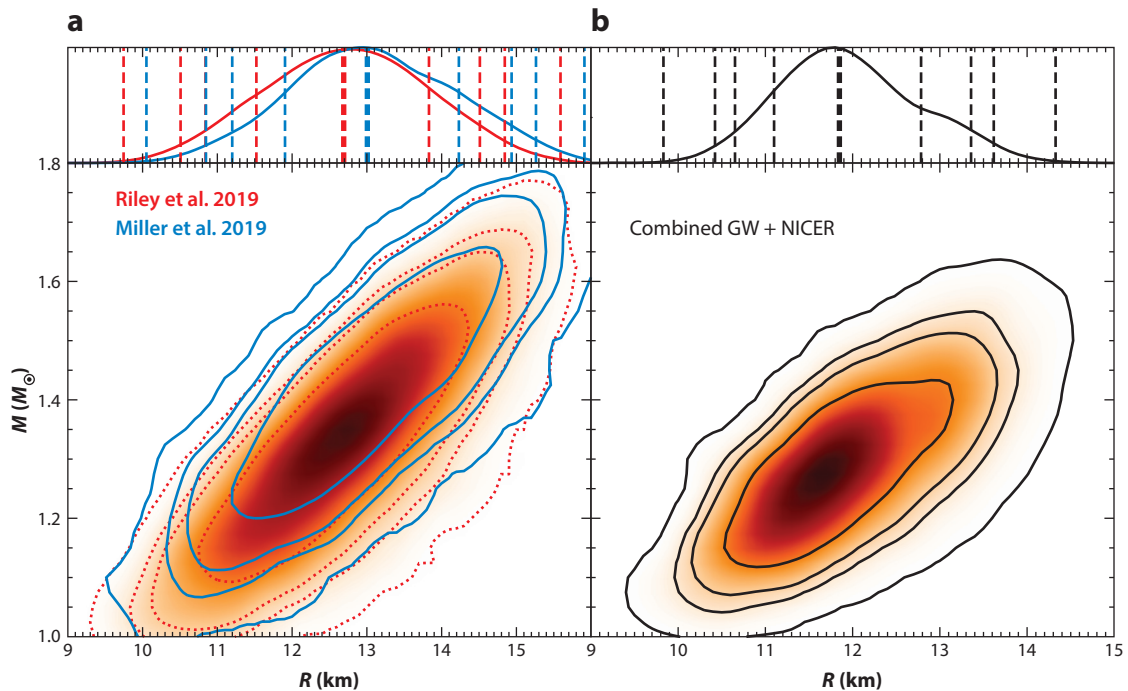 a
b
1.8
1.6
1.4
1.2
1.0
M (M⊙)
Riley et al. 2019
Miller et al. 2019
Combined GW + NICER
9 10 11 12 13 14 15 9 10 11 12 13 14 15
R (km) R (km)